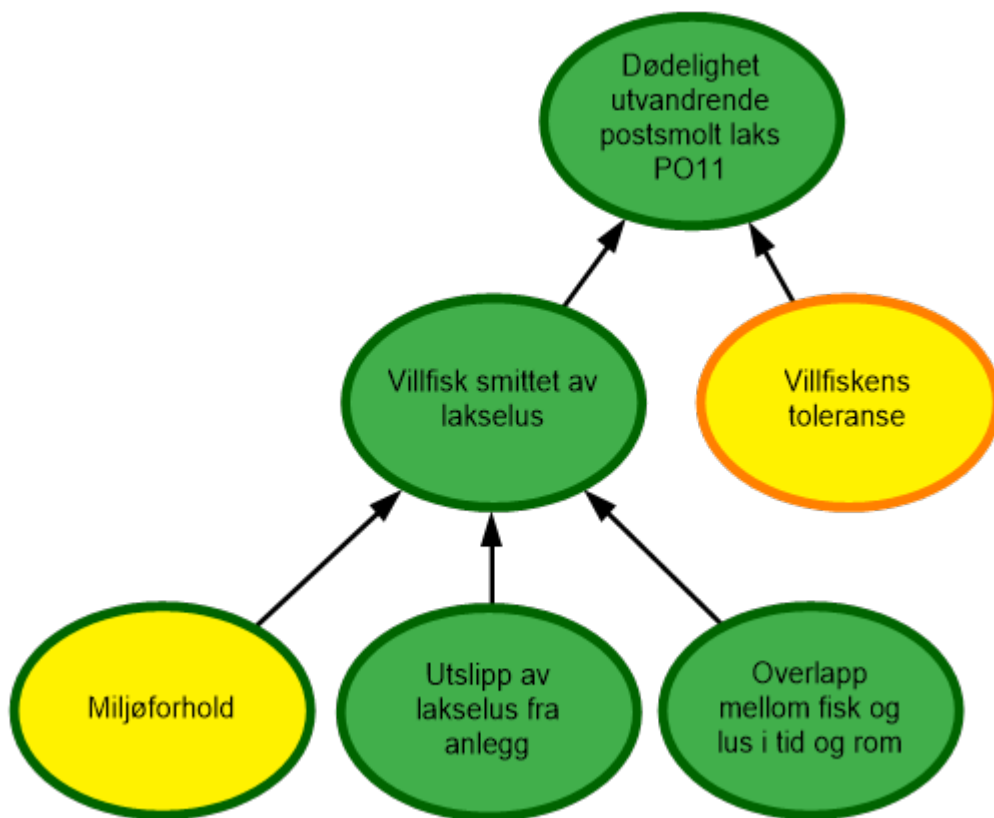 Dødelighet
utvandrende
postsmolt laks
PO11
Villfisk smittet av
lakselus
Villfiskens
toleranse
Miljøforhold
Utslipp av
lakselus fra
anlegg
Overlapp
mellom fisk og
lus i tid og rom